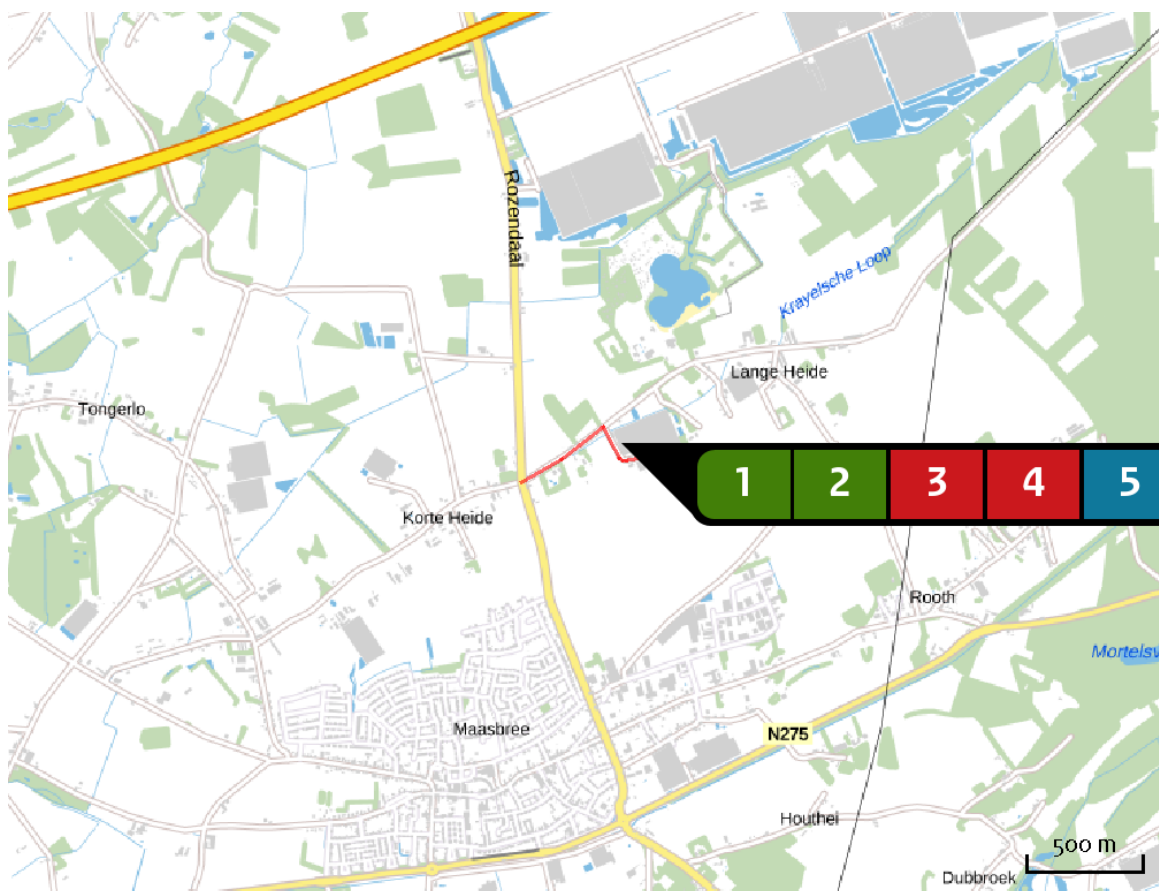 Rozendaal
Krayelsche Loop
Lange Heide
Tongerlo
1 2 3 4 5
Korte Heide
Rooth
Mortelsv
Maasbree
N275
Houthei
500 m
Dubbroek